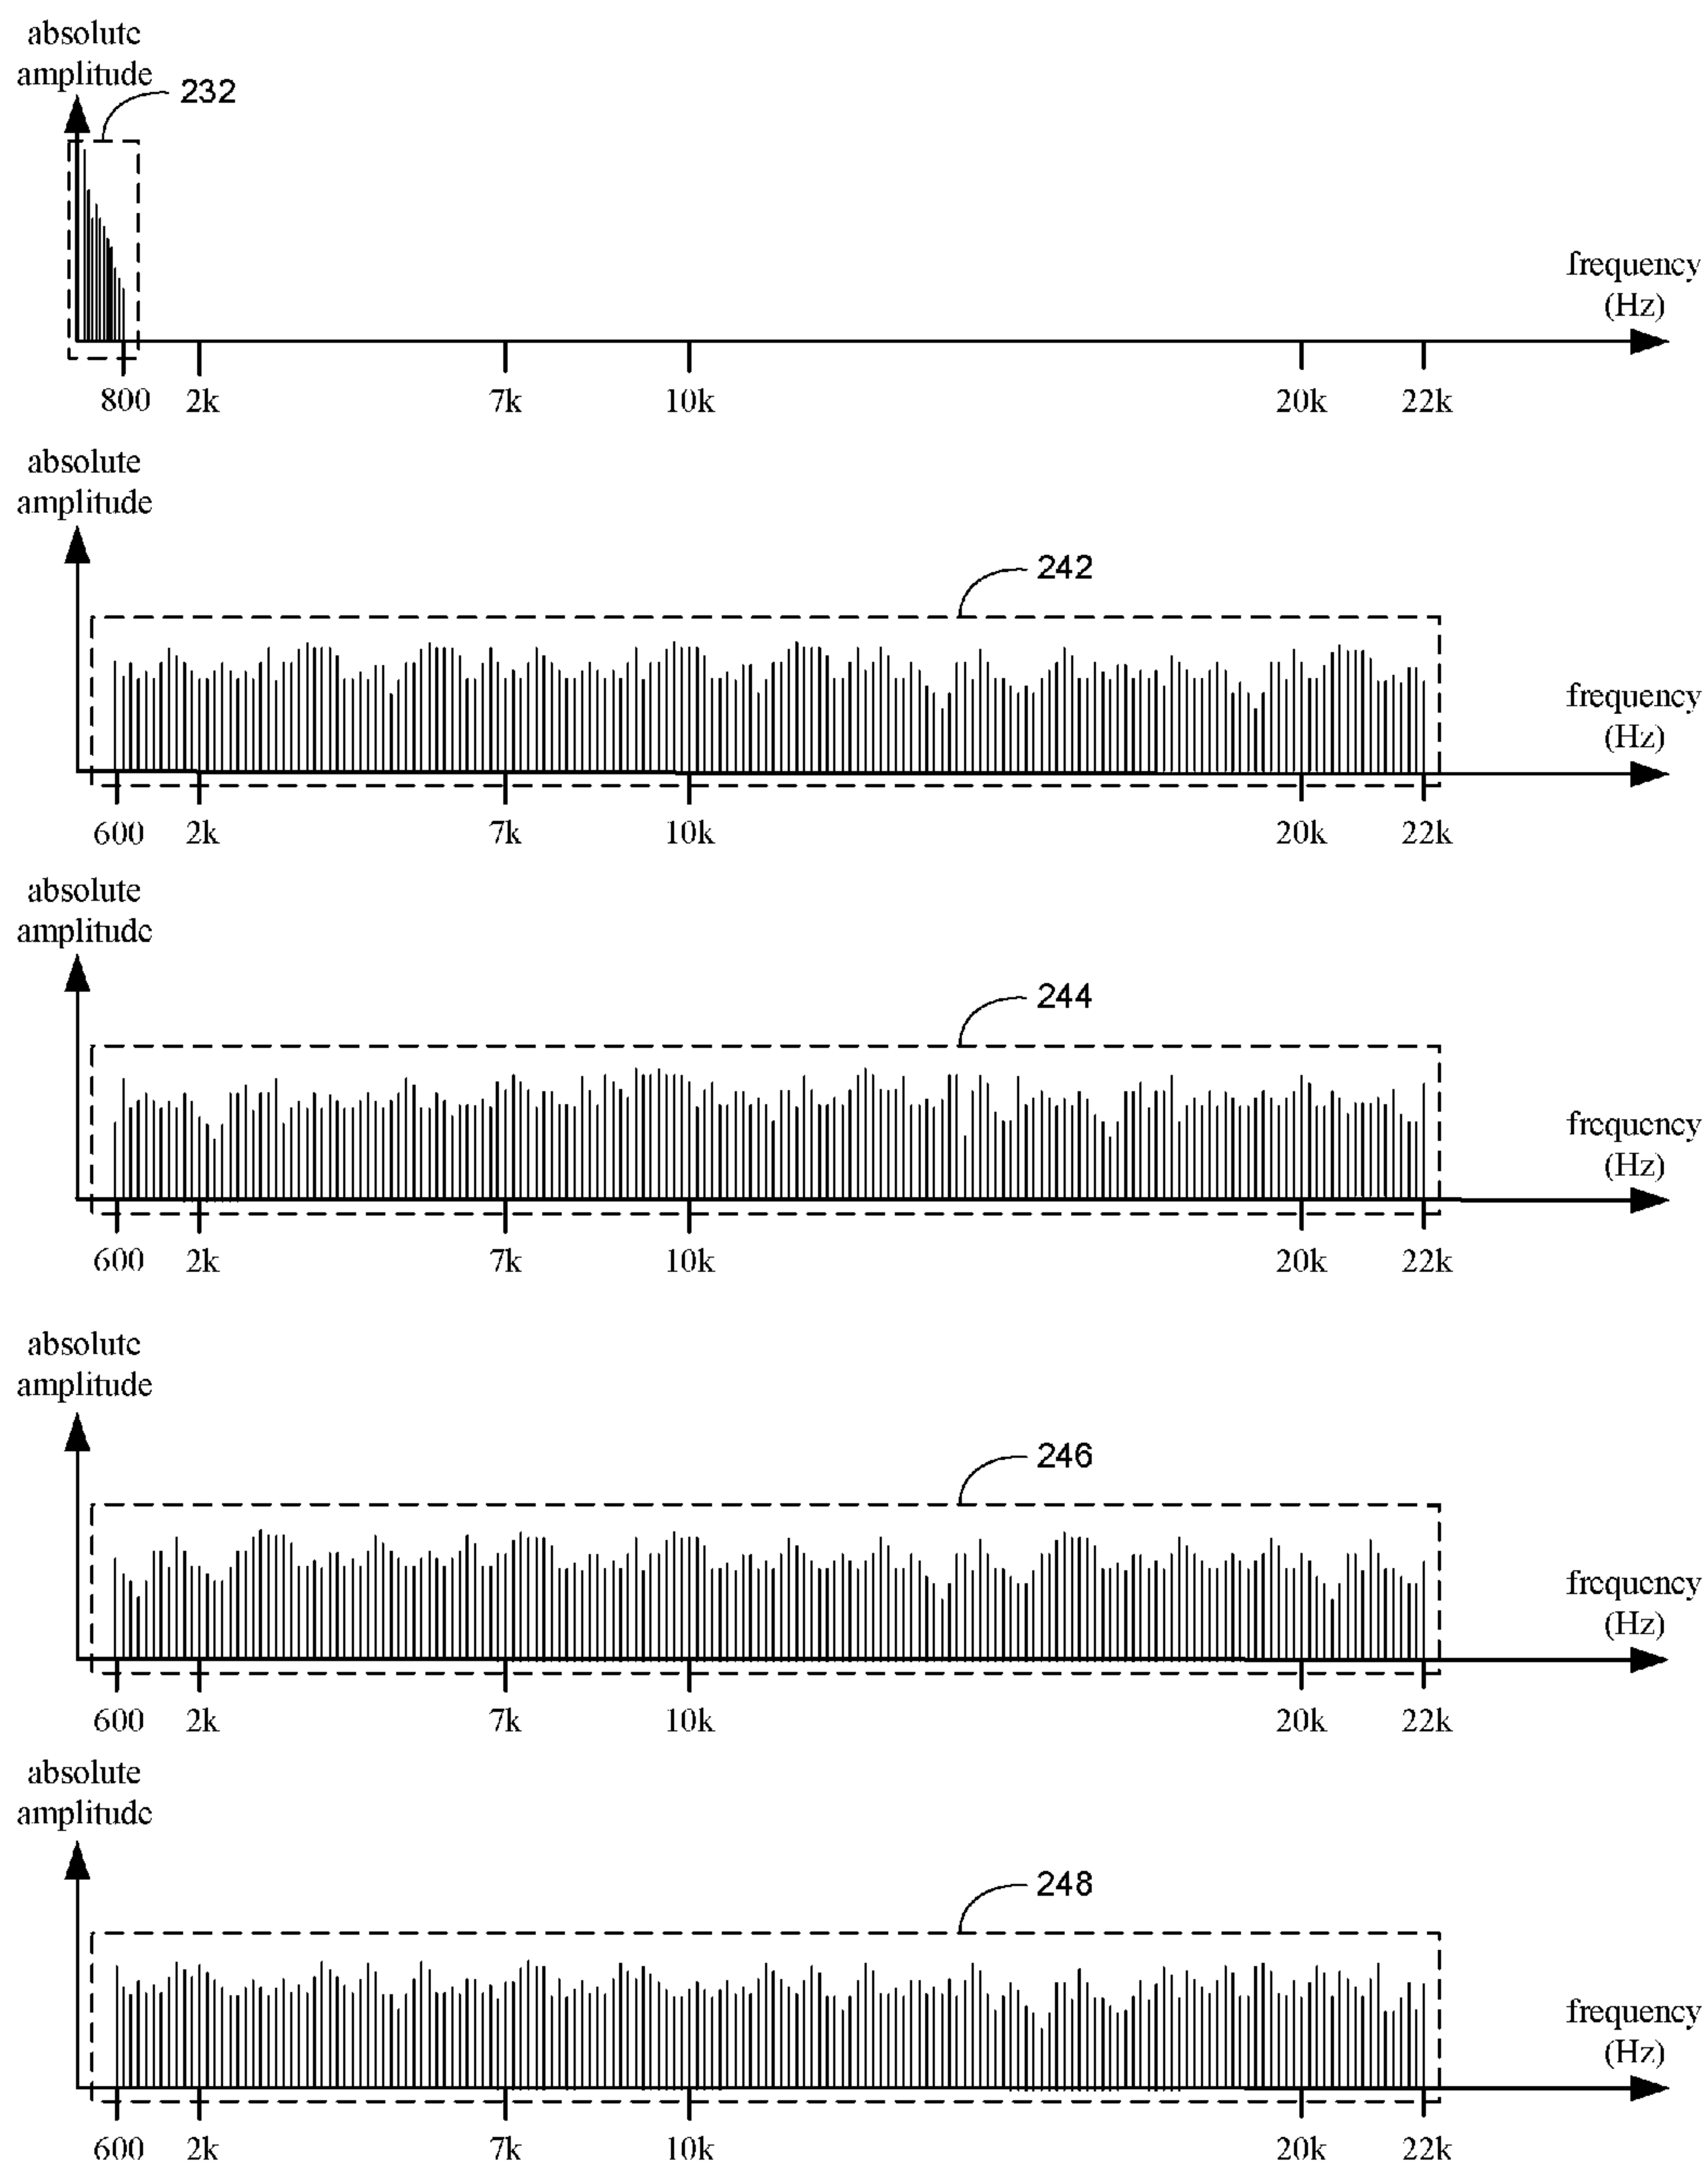 absolute
amplitude
232
frequency
(Hz)
800 2k 7k 10k 20k 22k
absolute
amplitude
242
frequency
(Hz)
600 2k 7k 10k 20k 22k
absolute
amplitude
244
frequency
(Hz)
600 2k 7k 10k 20k 22k
absolute
amplitude
246
frequency
(Hz)
600 2k 7k 10k 20k 22k
absolute
amplitude
248
frequency
(Hz)
600 2k 7k 10k 20k 22k